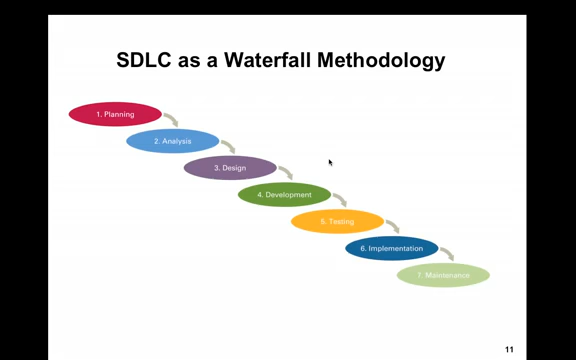 SDLC as a Waterfall Methodology
1. Planning
2. Analysis
3. Design
4. Development
5. Testing
6. Implementation
7. Maintenance
11